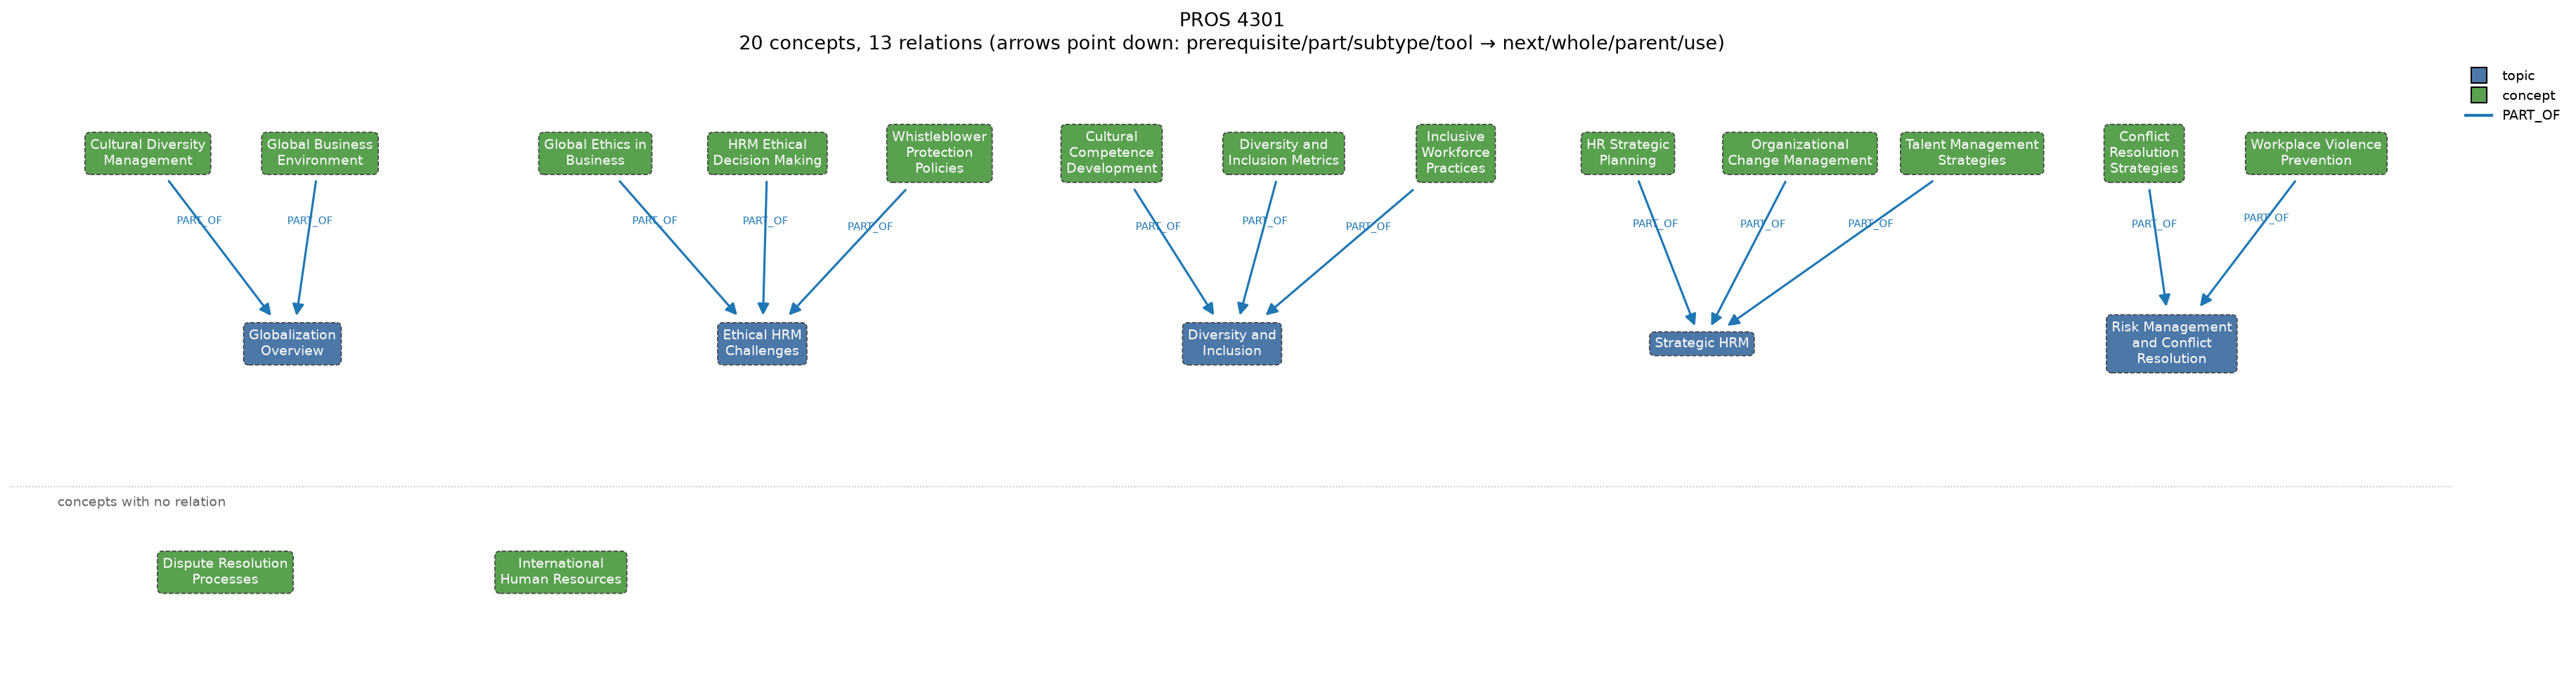 PROS 4301
20 concepts, 13 relations (arrows point down: prerequisite/part/subtype/tool → next/whole/parent/use)
topic
concept
PART_OF
Cultural Diversity
Management
Global Business
Environment
Global Ethics in
Business
HRM Ethical
Decision Making
Whistleblower
Protection
Policies
Cultural
Competence
Development
Diversity and
Inclusion Metrics
Inclusive
Workforce
Practices
HR Strategic
Planning
Organizational
Change Management
Talent Management
Strategies
Conflict
Resolution
Strategies
Workplace Violence
Prevention
PART_OF
PART_OF
PART_OF
PART_OF
PART_OF
PART_OF
PART_OF
PART_OF
PART_OF
PART_OF
PART_OF
PART_OF
PART_OF
Globalization
Overview
Ethical HRM
Challenges
Diversity and
Inclusion
Strategic HRM
Risk Management
and Conflict
Resolution
concepts with no relation
Dispute Resolution
Processes
International
Human Resources